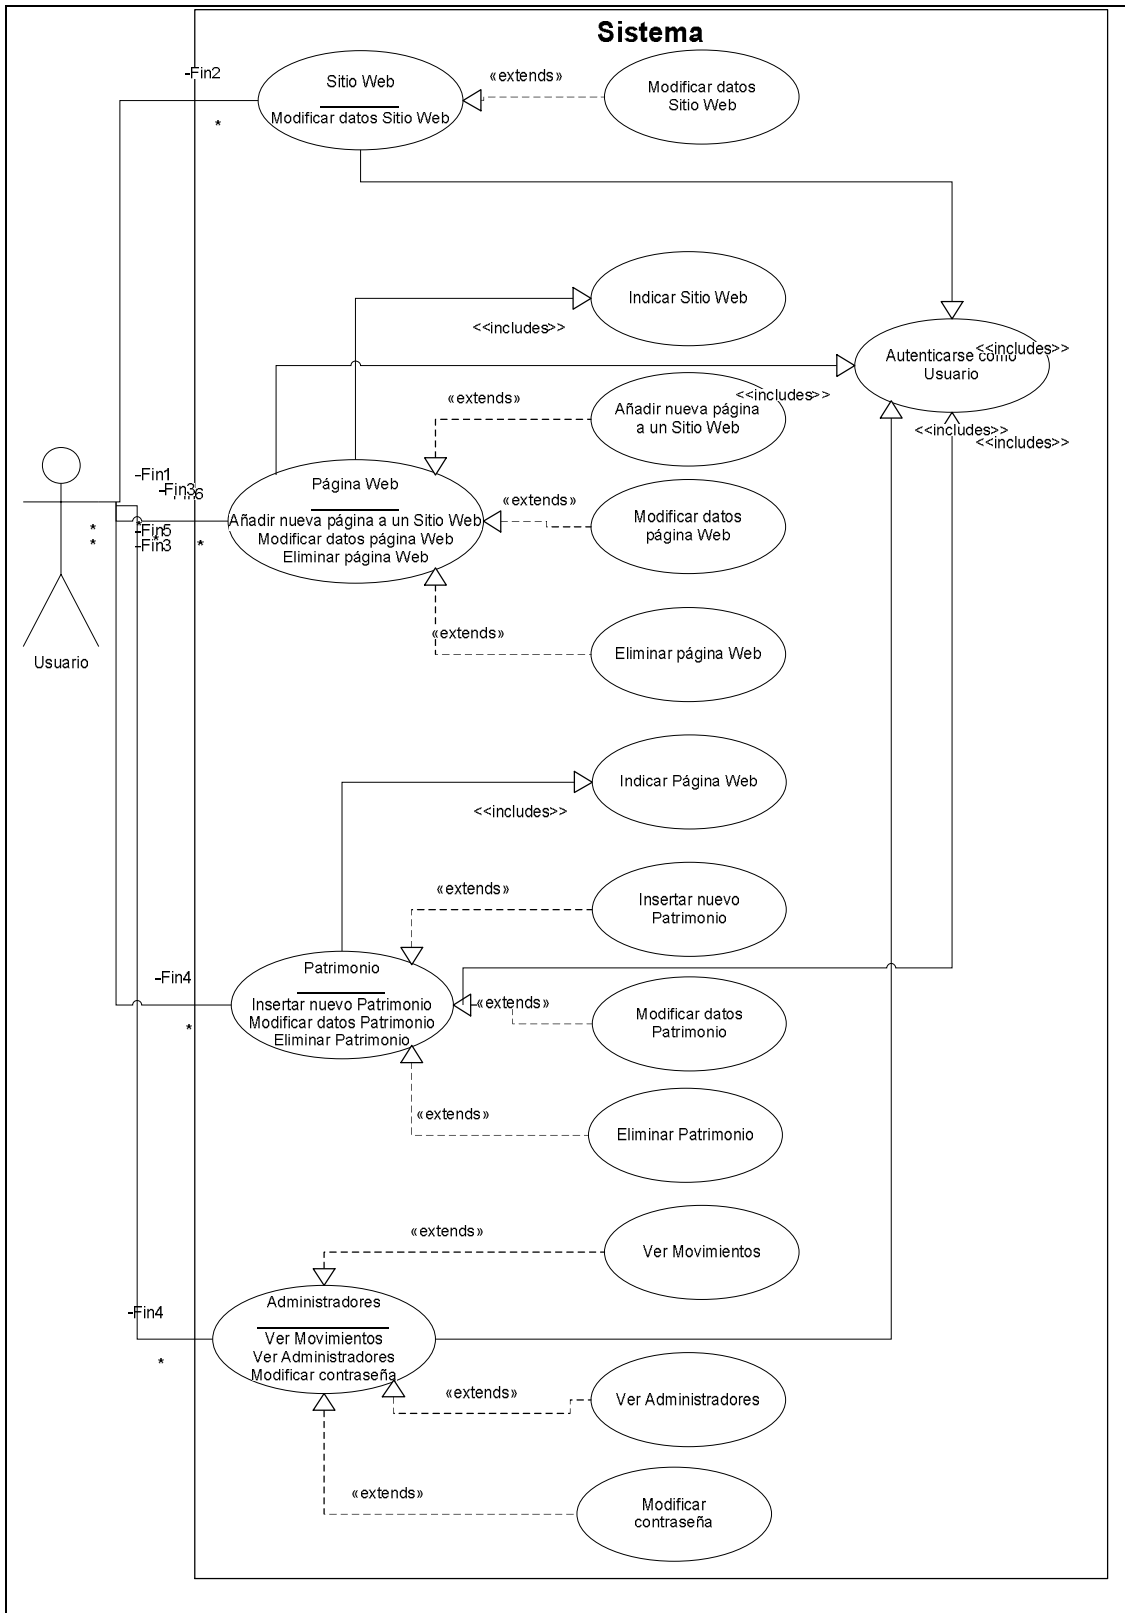 Sistema
-Fin2
*
Sitio Web
Modificar datos Sitio Web
«extends»
Modificar datos
Sitio Web
Indicar Sitio Web
<<includes>>
Autenticarse como
Usuario
<<includes>>
<<includes>>
<<includes>>
<<includes>>
«extends»
Añadir nueva página
a un Sitio Web
-Fin1
-Fin3
Página Web
Añadir nueva página a un Sitio Web
Modificar datos página Web
Eliminar página Web
«extends»
Modificar datos
página Web
*
*
-Fin5
-Fin3
*
*
«extends»
Eliminar página Web
Usuario
Indicar Página Web
<<includes>>
«extends»
Insertar nuevo
Patrimonio
-Fin4
*
Patrimonio
Insertar nuevo Patrimonio
Modificar datos Patrimonio
Eliminar Patrimonio
«extends»
Modificar datos
Patrimonio
«extends»
Eliminar Patrimonio
«extends»
Ver Movimientos
-Fin4
*
Administradores
Ver Movimientos
Ver Administradores
Modificar contraseña
«extends»
Ver Administradores
«extends»
Modificar
contraseña